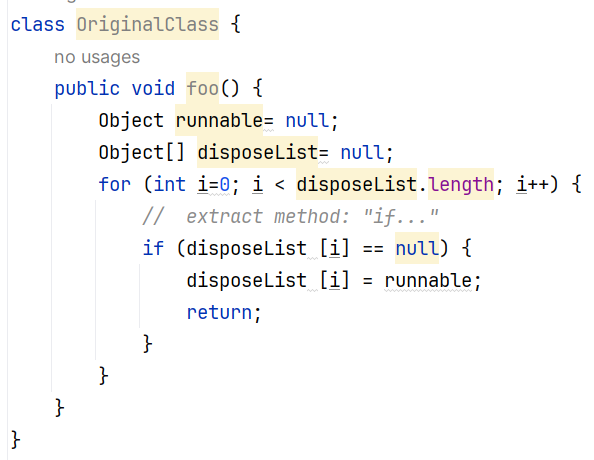 class OriginalClass {
no usages
public void foo() {
Object runnable= null;
Object[] disposeList= null;
for (int i=0; i < disposeList.length; i++) {
//  extract method: "if..."
if (disposeList [i] == null) {
disposeList [i] = runnable;
return;
}
}
}
}